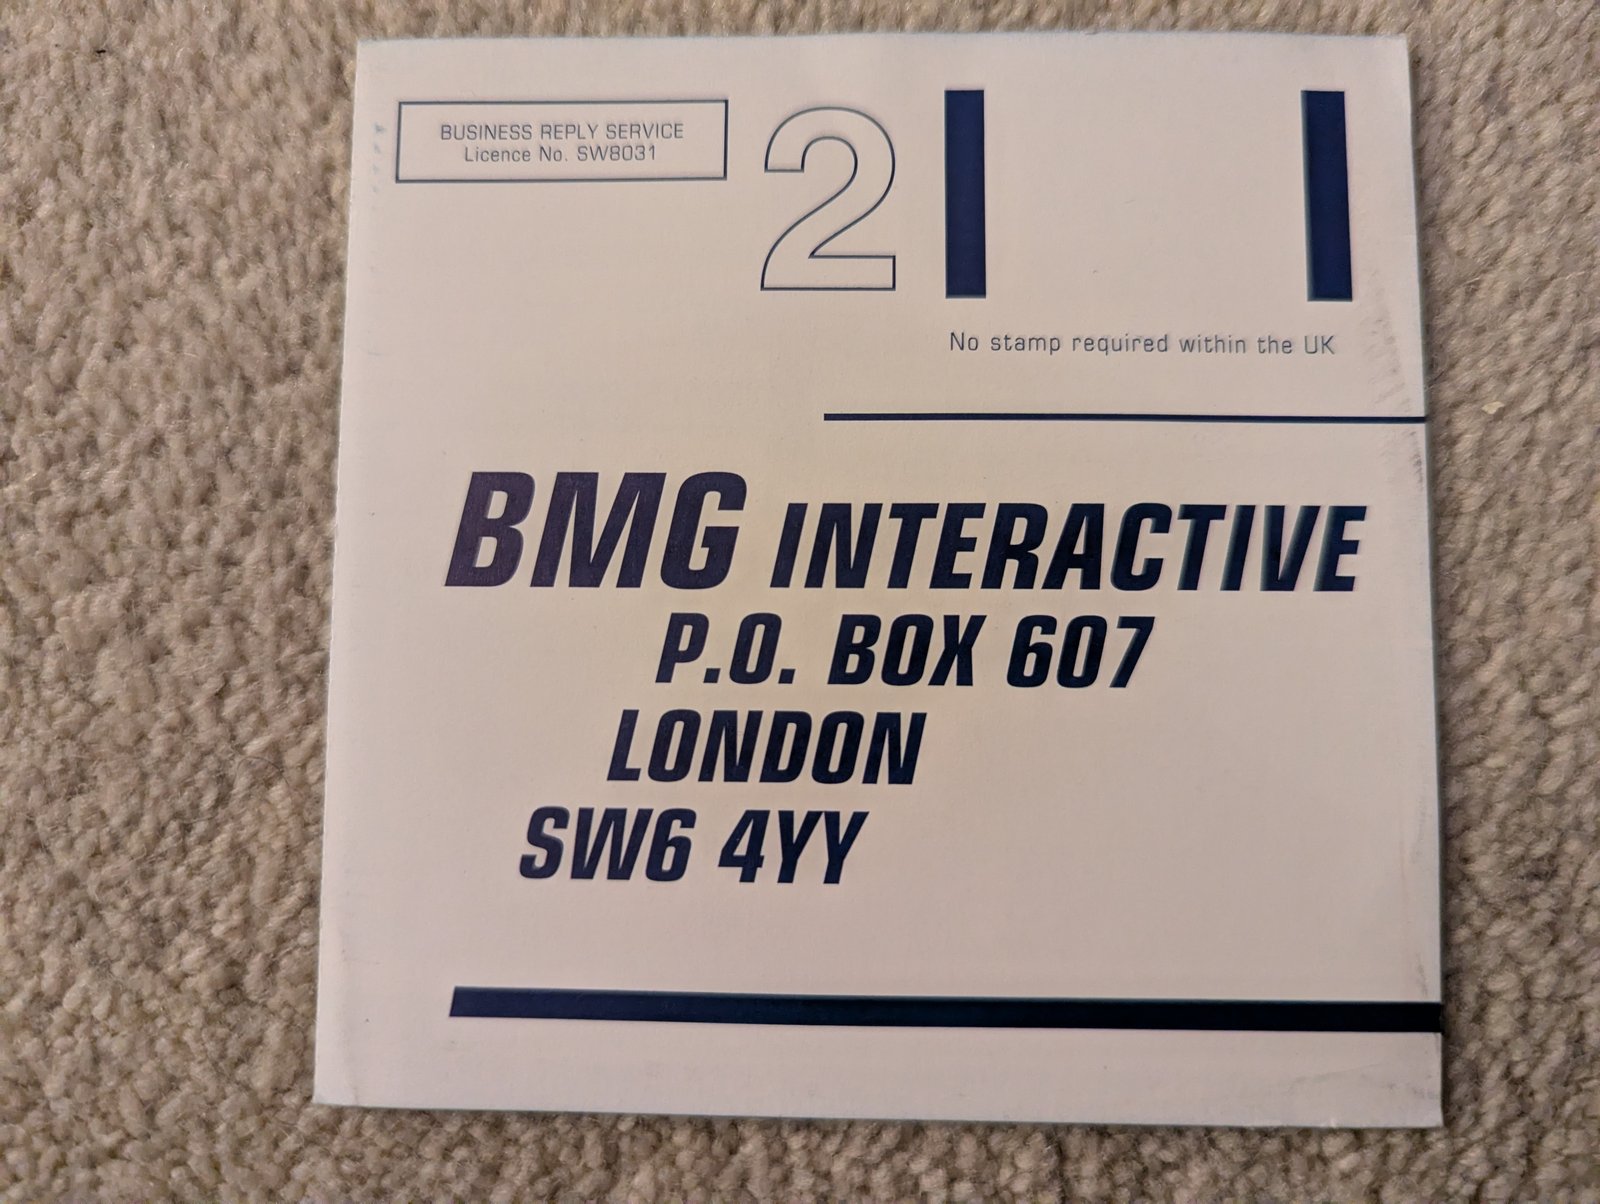 BUSINESS REPLY SERVICE
Licence No. SW8031
2
No stamp required within the UK
BMG INTERACTIVE
P.O. BOX 607
LONDON
SW6 4YY